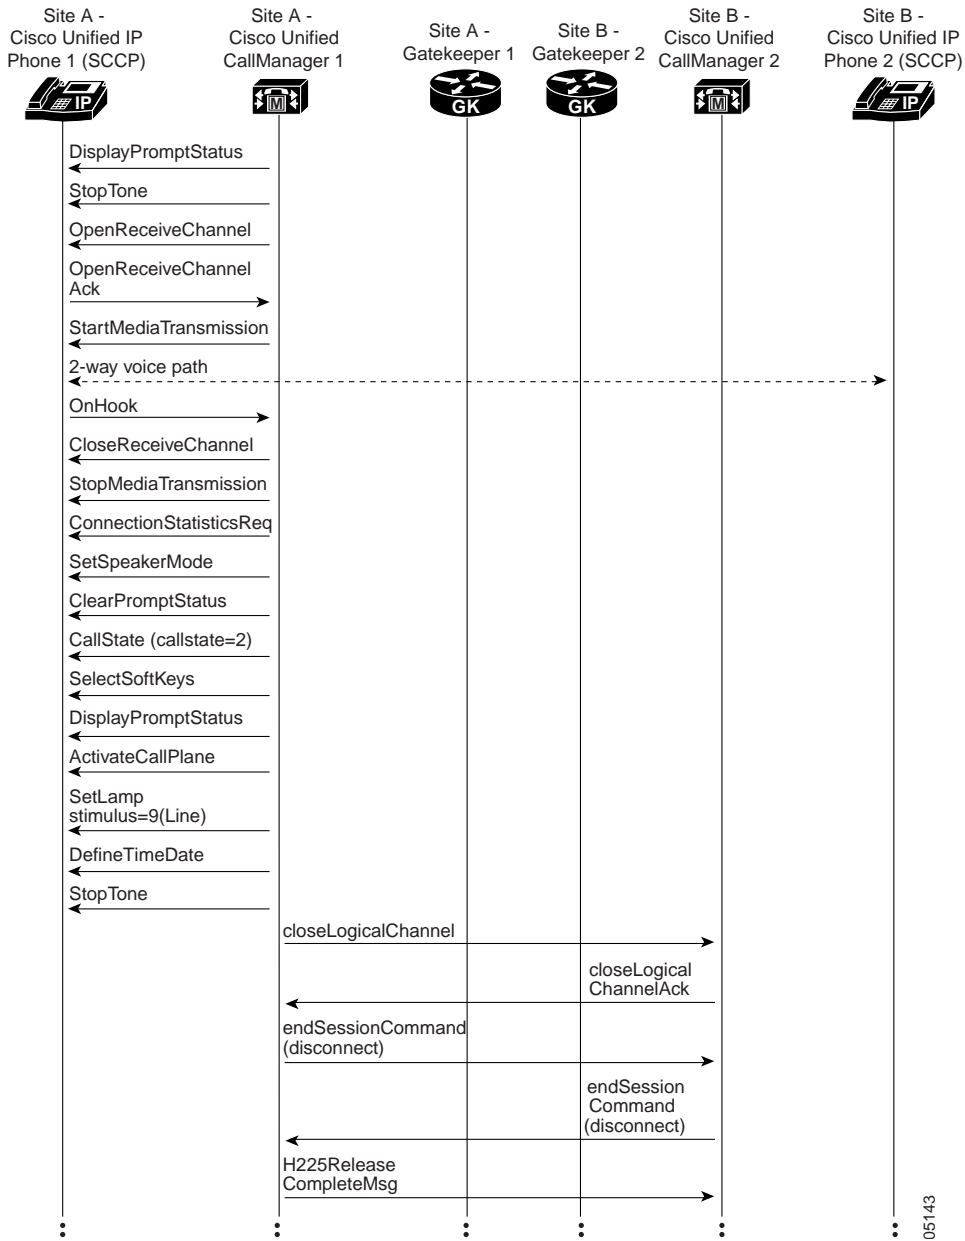 Site A -
Cisco Unified IP
Phone 1 (SCCP)
Site A -
Cisco Unified
CallManager 1
Site A -
Gatekeeper 1
Site B -
Gatekeeper 2
Site B -
Cisco Unified
CallManager 2
Site B -
Cisco Unified IP
Phone 2 (SCCP)
IP
M
GK
GK
M
IP
DisplayPromptStatus
StopTone
OpenReceiveChannel
OpenReceiveChannel
Ack
StartMediaTransmission
2-way voice path
OnHook
CloseReceiveChannel
StopMediaTransmission
ConnectionStatisticsReq
SetSpeakerMode
ClearPromptStatus
CallState (callstate=2)
SelectSoftKeys
DisplayPromptStatus
ActivateCallPlane
SetLamp
stimulus=9(Line)
DefineTimeDate
StopTone
closeLogicalChannel
closeLogical
ChannelAck
endSessionCommand
(disconnect)
endSession
Command
(disconnect)
H225Release
CompleteMsg
05143